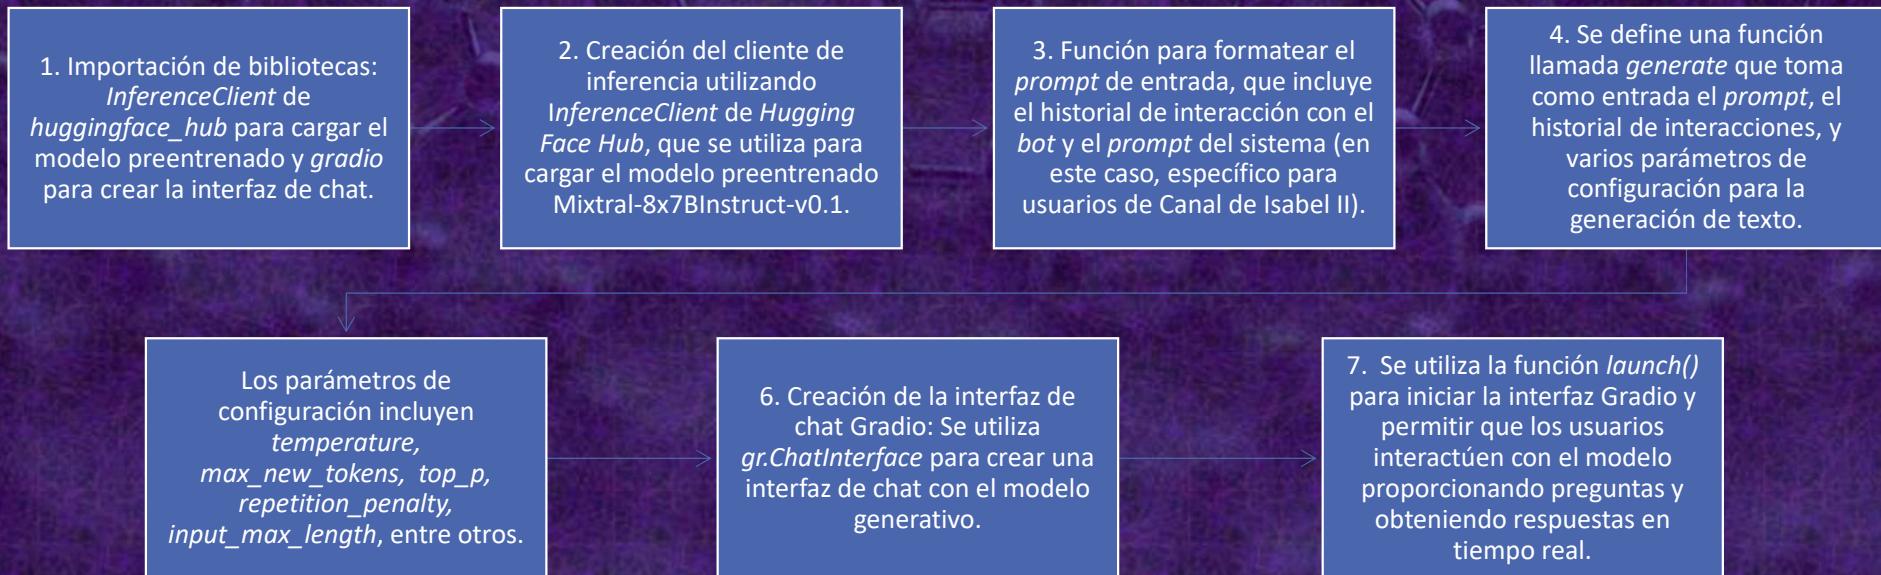 1. Importación de bibliotecas:
InferenceClient de
huggingface_hub para cargar el
modelo preentrenado y gradio
para crear la interfaz de chat.
2. Creación del cliente de
inferencia utilizando
InferenceClient de Hugging
Face Hub, que se utiliza para
cargar el modelo preentrenado
Mixtral-8x7BInstruct-v0.1.
3. Función para formatear el
prompt de entrada, que incluye
el historial de interacción con el
bot y el prompt del sistema (en
este caso, específico para
usuarios de Canal de Isabel II).
4. Se define una función
llamada generate que toma
como entrada el prompt, el
historial de interacciones, y
varios parámetros de
configuración para la
generación de texto.
Los parámetros de
configuración incluyen
temperature,
max_new_tokens, top_p,
repetition_penalty,
input_max_length, entre otros.
6. Creación de la interfaz de
chat Gradio: Se utiliza
gr.ChatInterface para crear una
interfaz de chat con el modelo
generativo.
7. Se utiliza la función launch()
para iniciar la interfaz Gradio y
permitir que los usuarios
interactúen con el modelo
proporcionando preguntas y
obteniendo respuestas en
tiempo real.